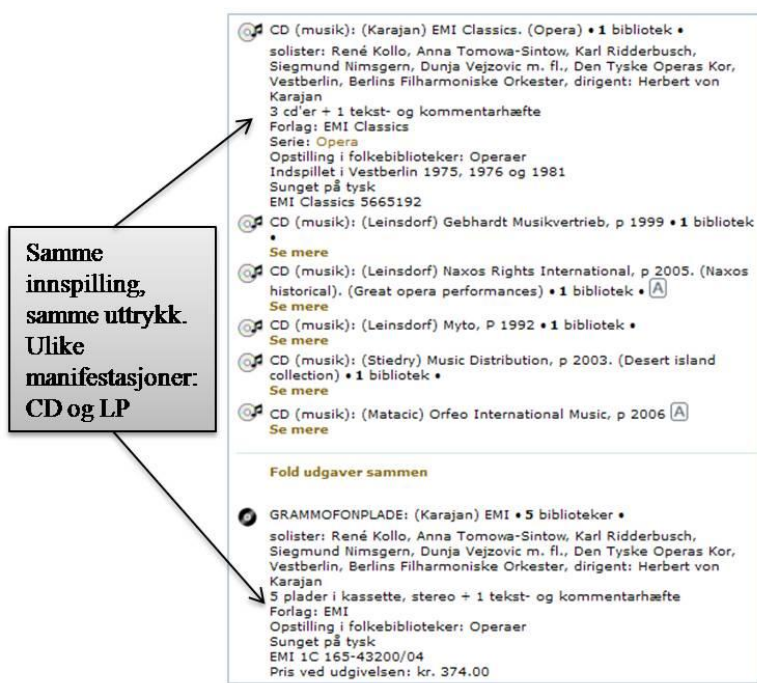 CD (musik): (Karajan) EMI Classics. (Opera) • 1 bibliotek •
solister: René Kollo, Anna Tomowa-Sintow, Karl Ridderbusch,
Siegmund Nimsgern, Dunja Vejzovic m. fl., Den Tyske Operas Kor,
Vestberlin, Berlins Filharmoniske Orkester, dirigent: Herbert von
Karajan
3 cd'er + 1 tekst- og kommentarhæfte
Forlag: EMI Classics
Serie: Opera
Opstilling i folkebiblioteker: Operaer
Indspillet i Vestberlin 1975, 1976 og 1981
Sunget på tysk
EMI Classics 5665192
CD (musik): (Leinsdorf) Gebhardt Musikvertrieb, p 1999 • 1 bibliotek
•
Se mere
CD (musik): (Leinsdorf) Naxos Rights International, p 2005. (Naxos
historical). (Great opera performances) • 1 bibliotek • A
Se mere
CD (musik): (Leinsdorf) Myto, P 1992 • 1 bibliotek •
Se mere
CD (musik): (Stiedry) Music Distribution, p 2003. (Desert island
collection) • 1 bibliotek •
Se mere
CD (musik): (Matacic) Orfeo International Music, p 2006 A
Se mere
Fold udgaver sammen
GRAMMOFONPLADE: (Karajan) EMI • 5 biblioteker •
solister: René Kollo, Anna Tomowa-Sintow, Karl Ridderbusch,
Siegmund Nimsgern, Dunja Vejzovic m. fl., Den Tyske Operas Kor,
Vestberlin, Berlins Filharmoniske Orkester, dirigent: Herbert von
Karajan
5 plader i kassette, stereo + 1 tekst- og kommentarhæfte
Forlag: EMI
Opstilling i folkebiblioteker: Operaer
Sunget på tysk
EMI 1C 165-43200/04
Pris ved udgivelsen: kr. 374.00
Samme
innspilling,
samme uttrykk.
Ulike
manifestasjoner:
CD og LP